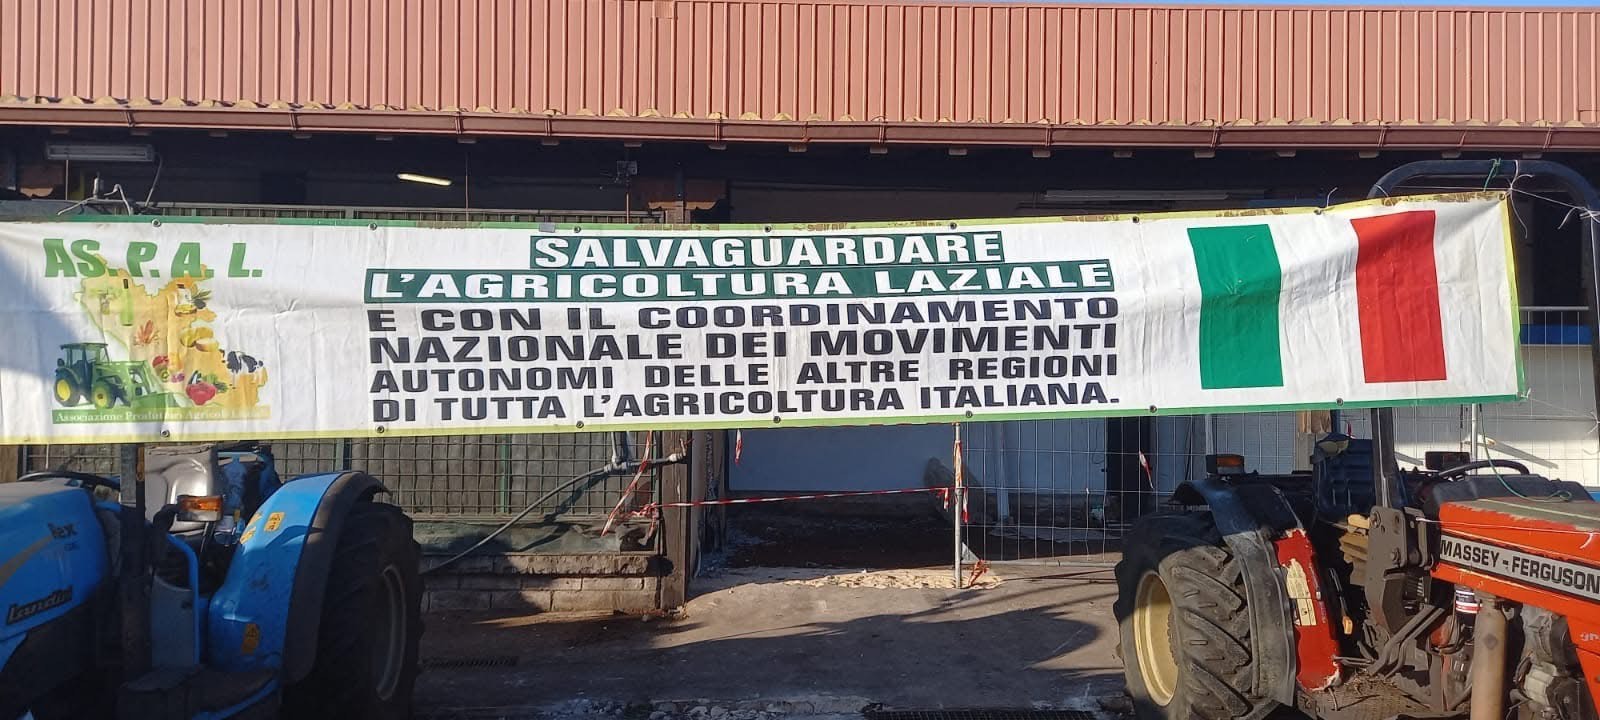 AS. P. A. L.
Associazione Produttori Agricoli Laziali
SALVAGUARDARE
L'AGRICOLTURA LAZIALE
E CON IL COORDINAMENTO
NAZIONALE DEI MOVIMENTI
AUTONOMI DELLE ALTRE REGIONI
DI TUTTA L'AGRICOLTURA ITALIANA.
Landini
MASSEY-FERGUSON